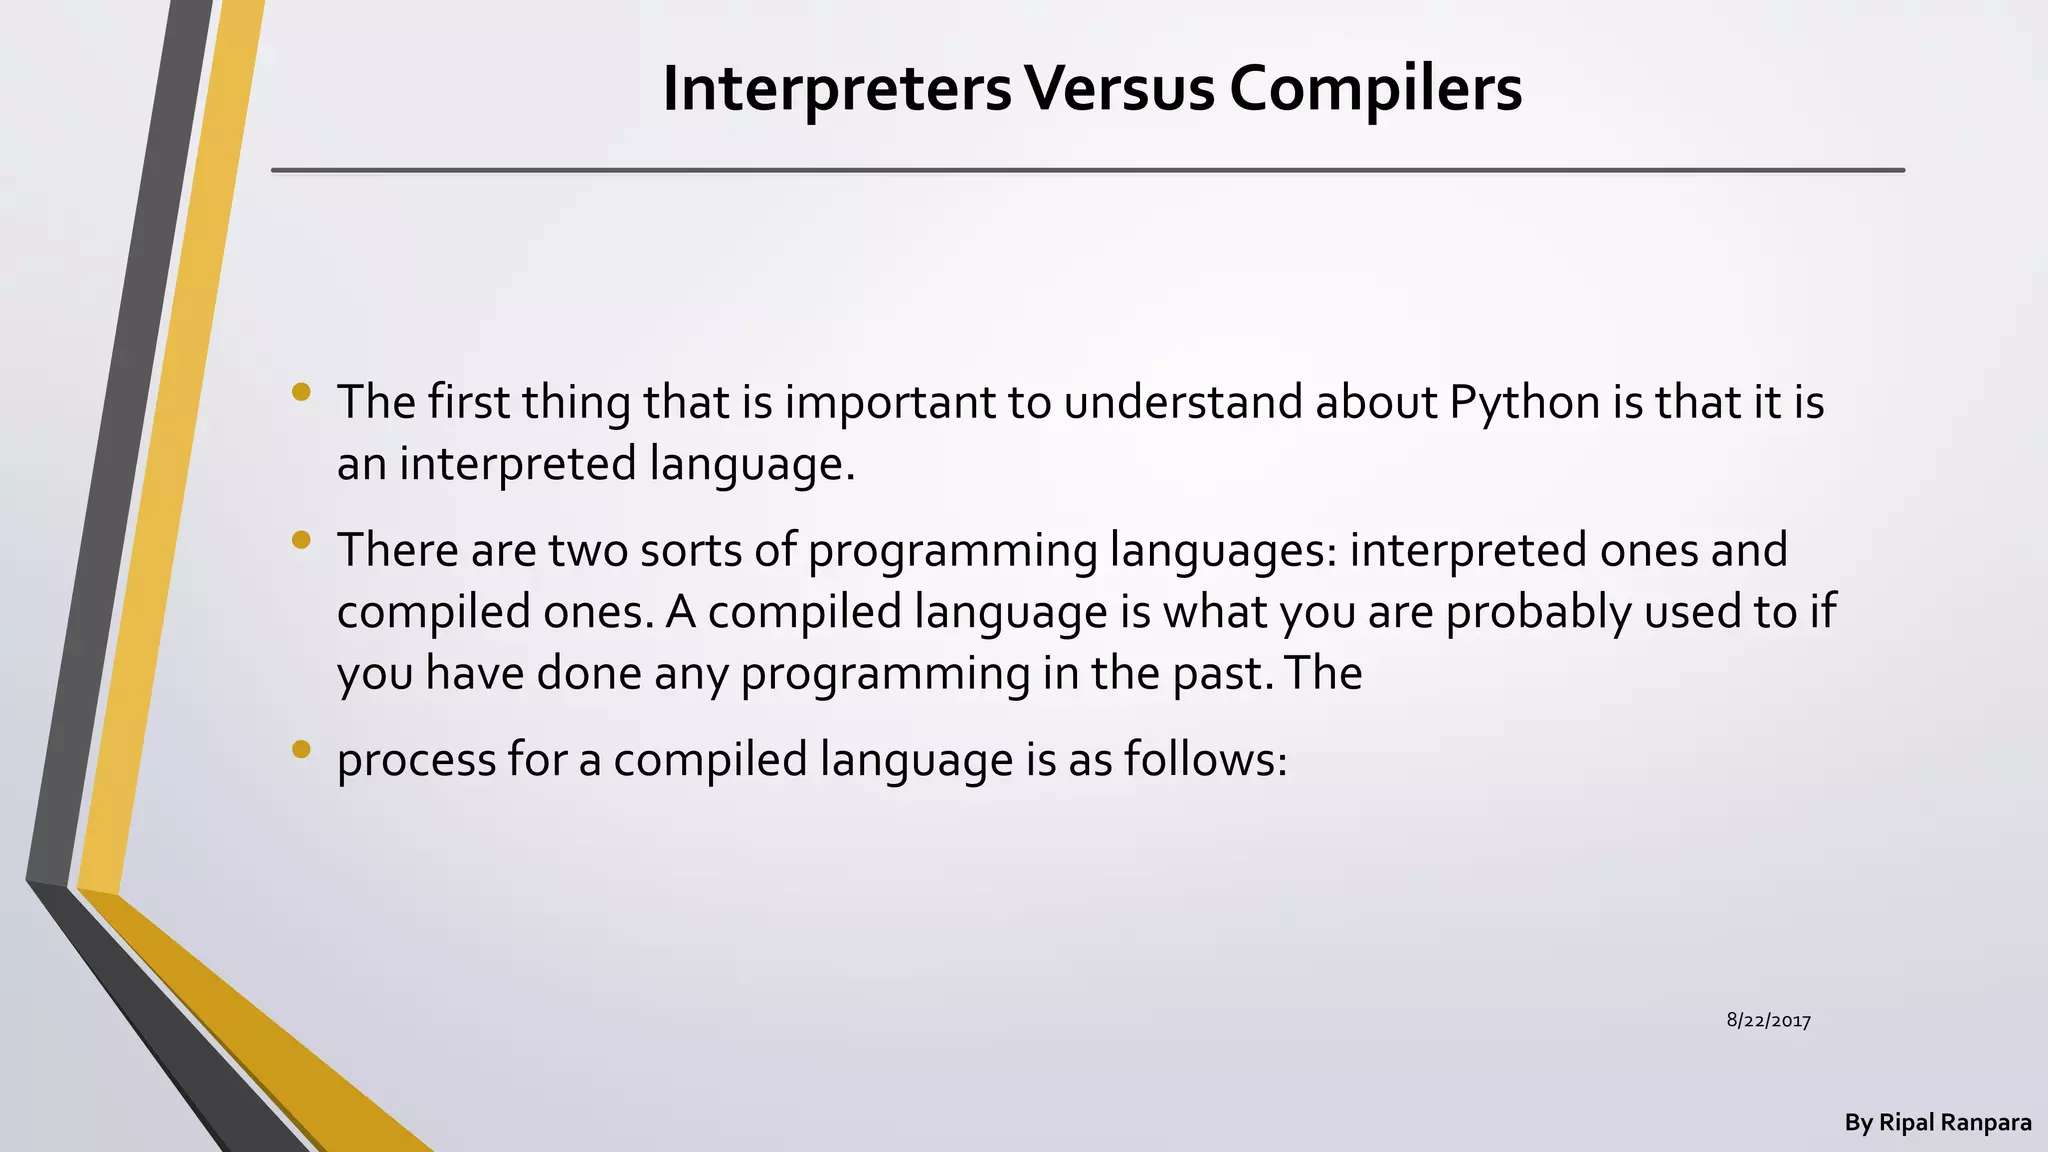 Interpreters Versus Compilers
• The first thing that is important to understand about Python is that it is
an interpreted language.
• There are two sorts of programming languages: interpreted ones and
compiled ones. A compiled language is what you are probably used to if
you have done any programming in the past. The
• process for a compiled language is as follows:
8/22/2017
By Ripal Ranpara